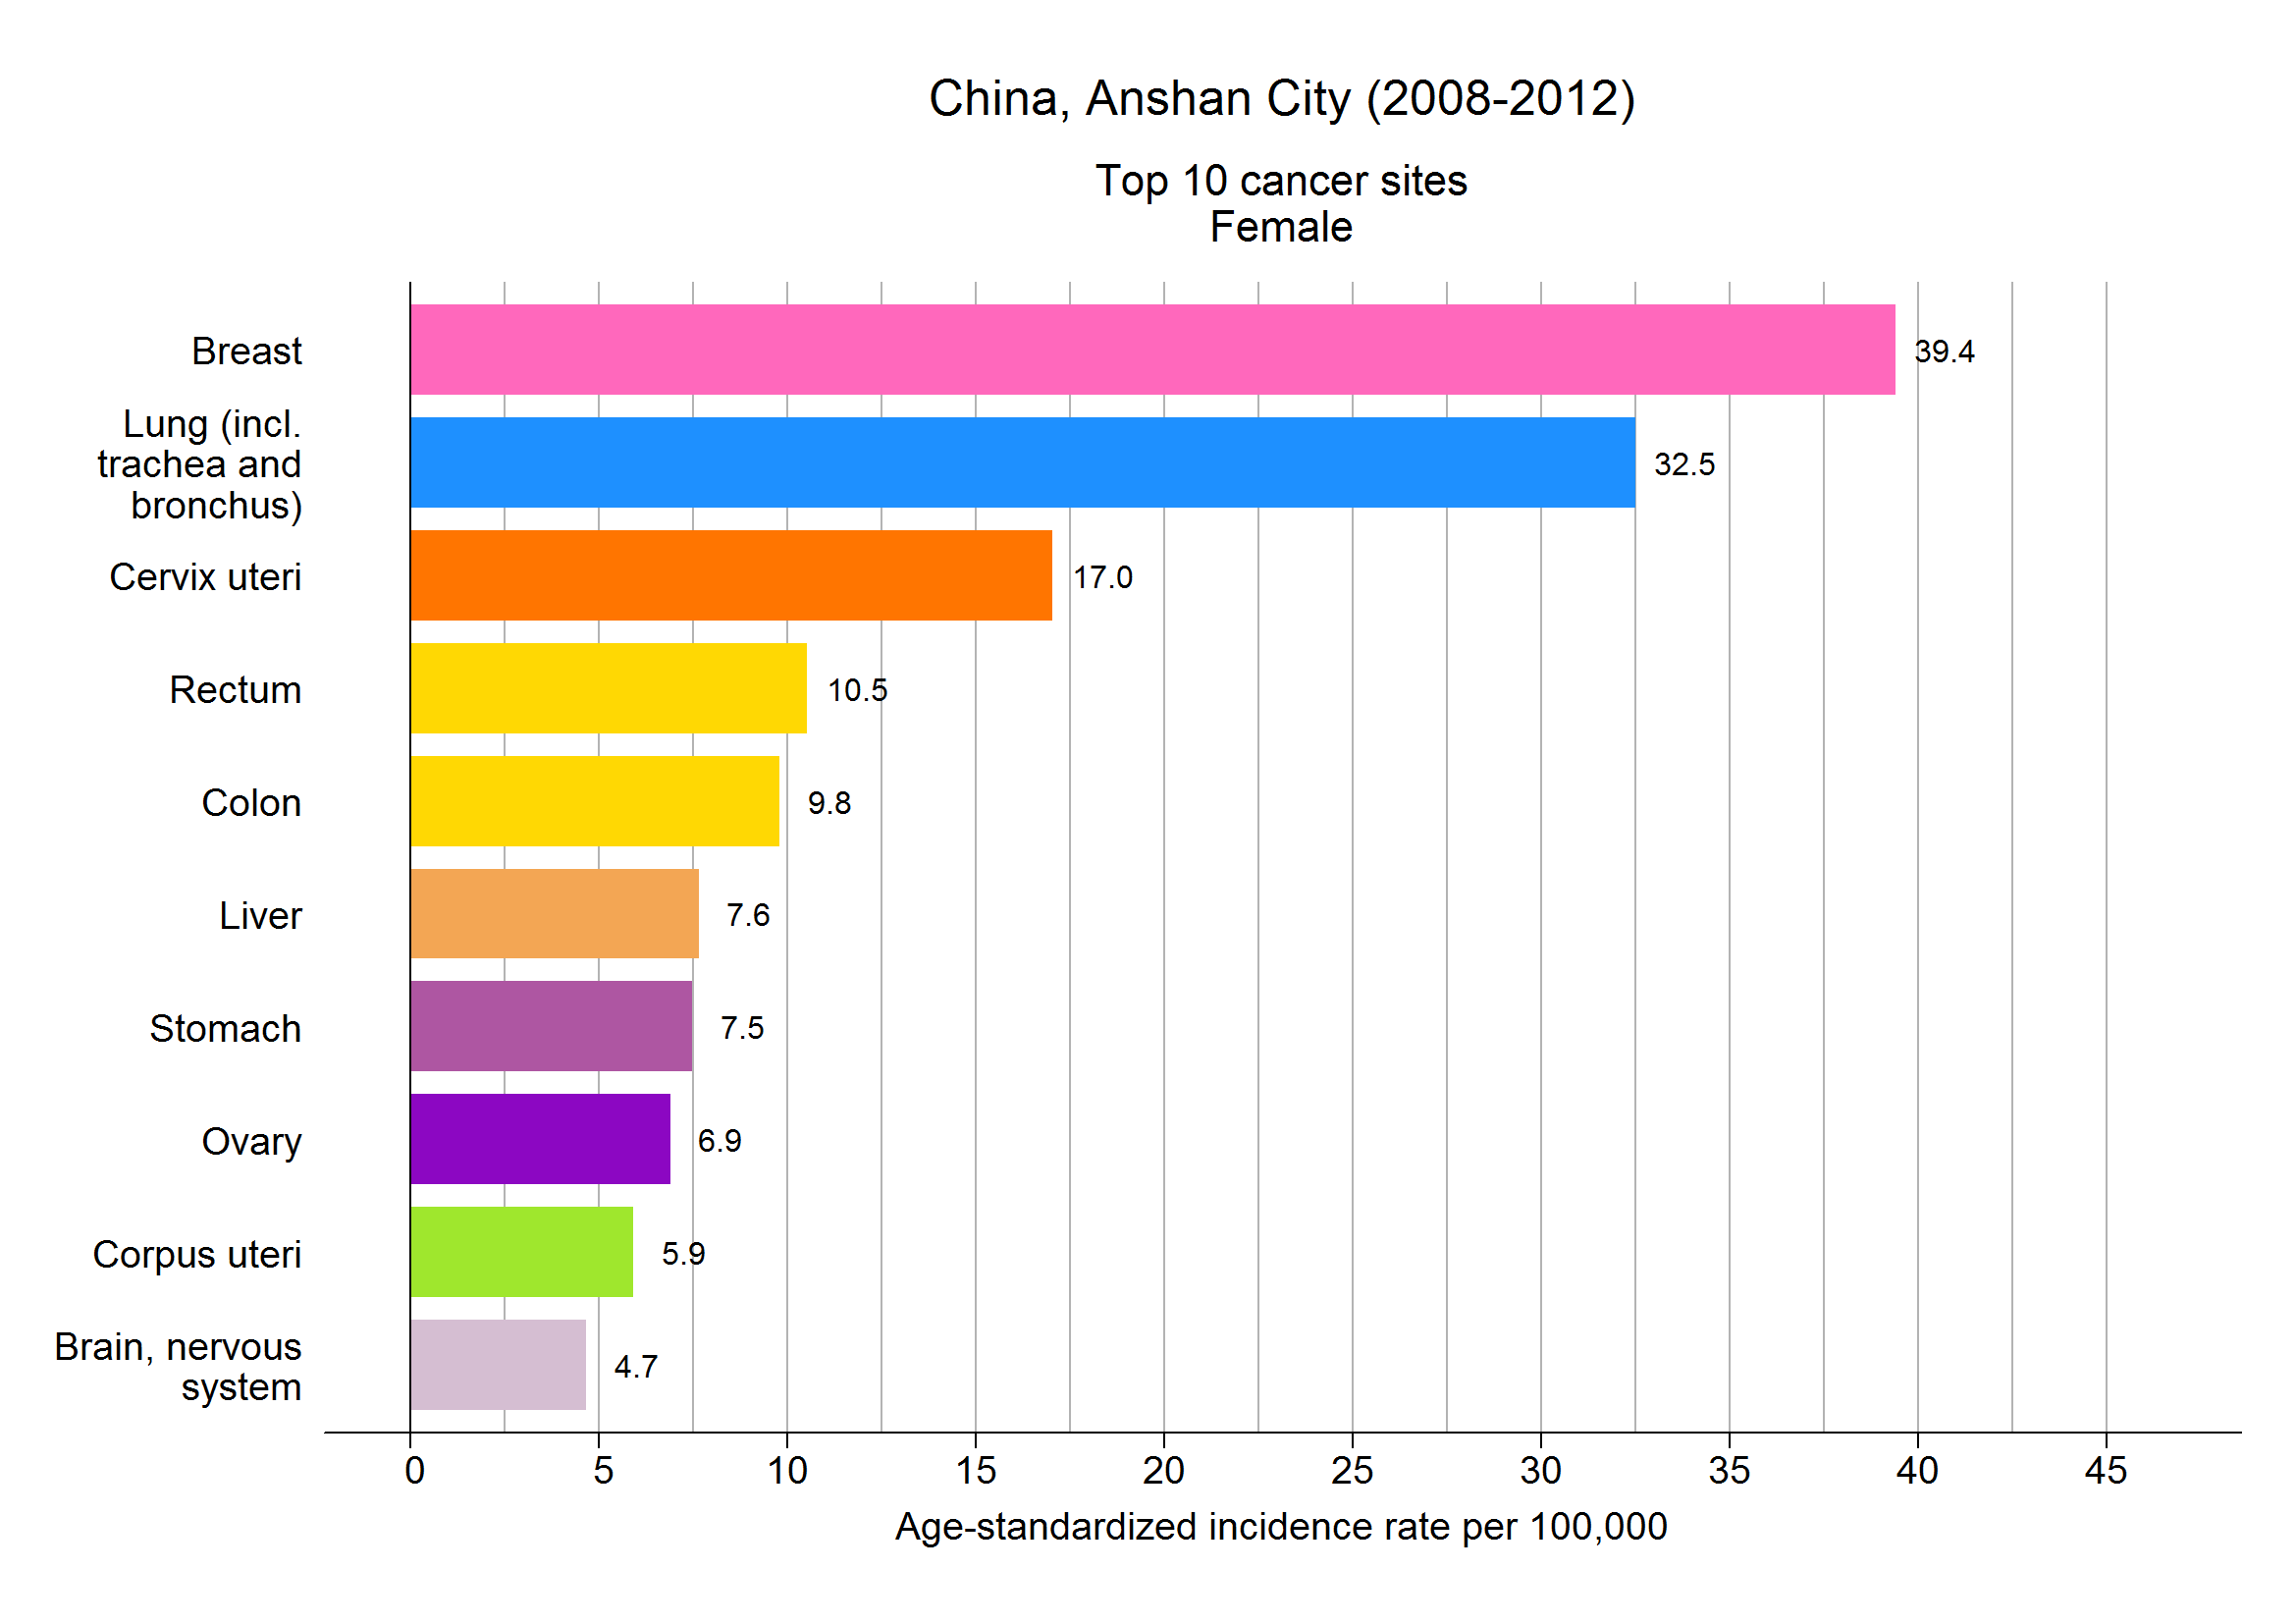 China, Anshan City (2008-2012)
Top 10 cancer sites
Female
Breast
39.4
Lung (incl.
trachea and
bronchus)
32.5
Cervix uteri
17.0
Rectum
10.5
Colon
9.8
Liver
7.6
Stomach
7.5
Ovary
6.9
Corpus uteri
5.9
Brain, nervous
system
4.7
0 5 10 15 20 25 30 35 40 45
Age-standardized incidence rate per 100,000